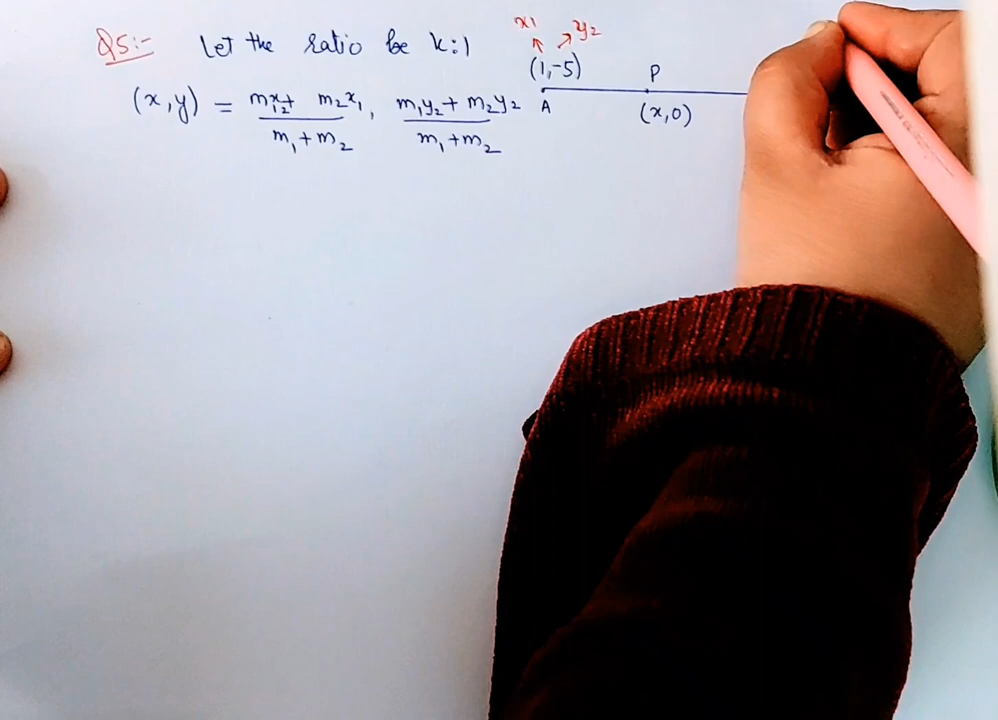 Q5:- Let the ratio be k:1
x1 y2
(1,-5) P
A (x,0)
(x,y) = m1x2+ m2x1 / m1+m2 , m1y2+m2y2 / m1+m2